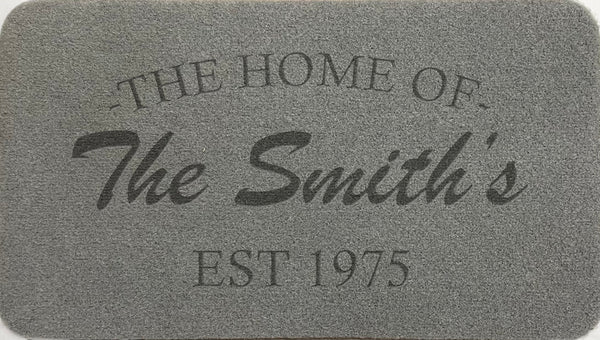 -THE HOME OF-
The Smith's
EST 1975